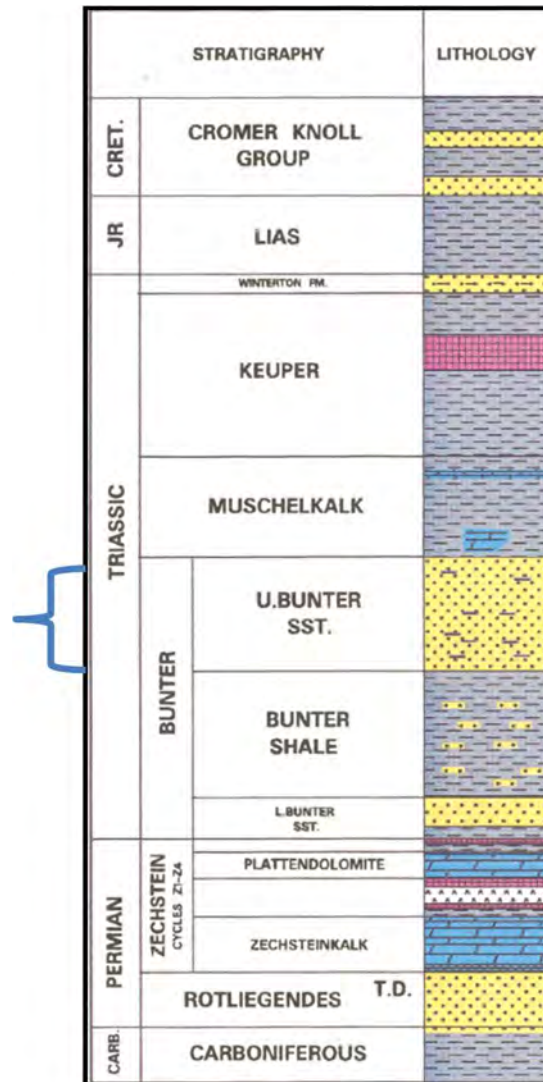 STRATIGRAPHY
LITHOLOGY
CRET.
CROMER KNOLL
GROUP
JR
LIAS
TRIASSIC
WINTERTON FM.
KEUPER
MUSCHELKALK
BUNTER
U.BUNTER
SST.
BUNTER
SHALE
L.BUNTER
SST.
PERMIAN
ZECHSTEIN
CYCLES Z1-Z4
PLATTENDOLOMITE
ZECHSTEINKALK
ROTLIEGENDES
T.D.
CARB.
CARBONIFEROUS